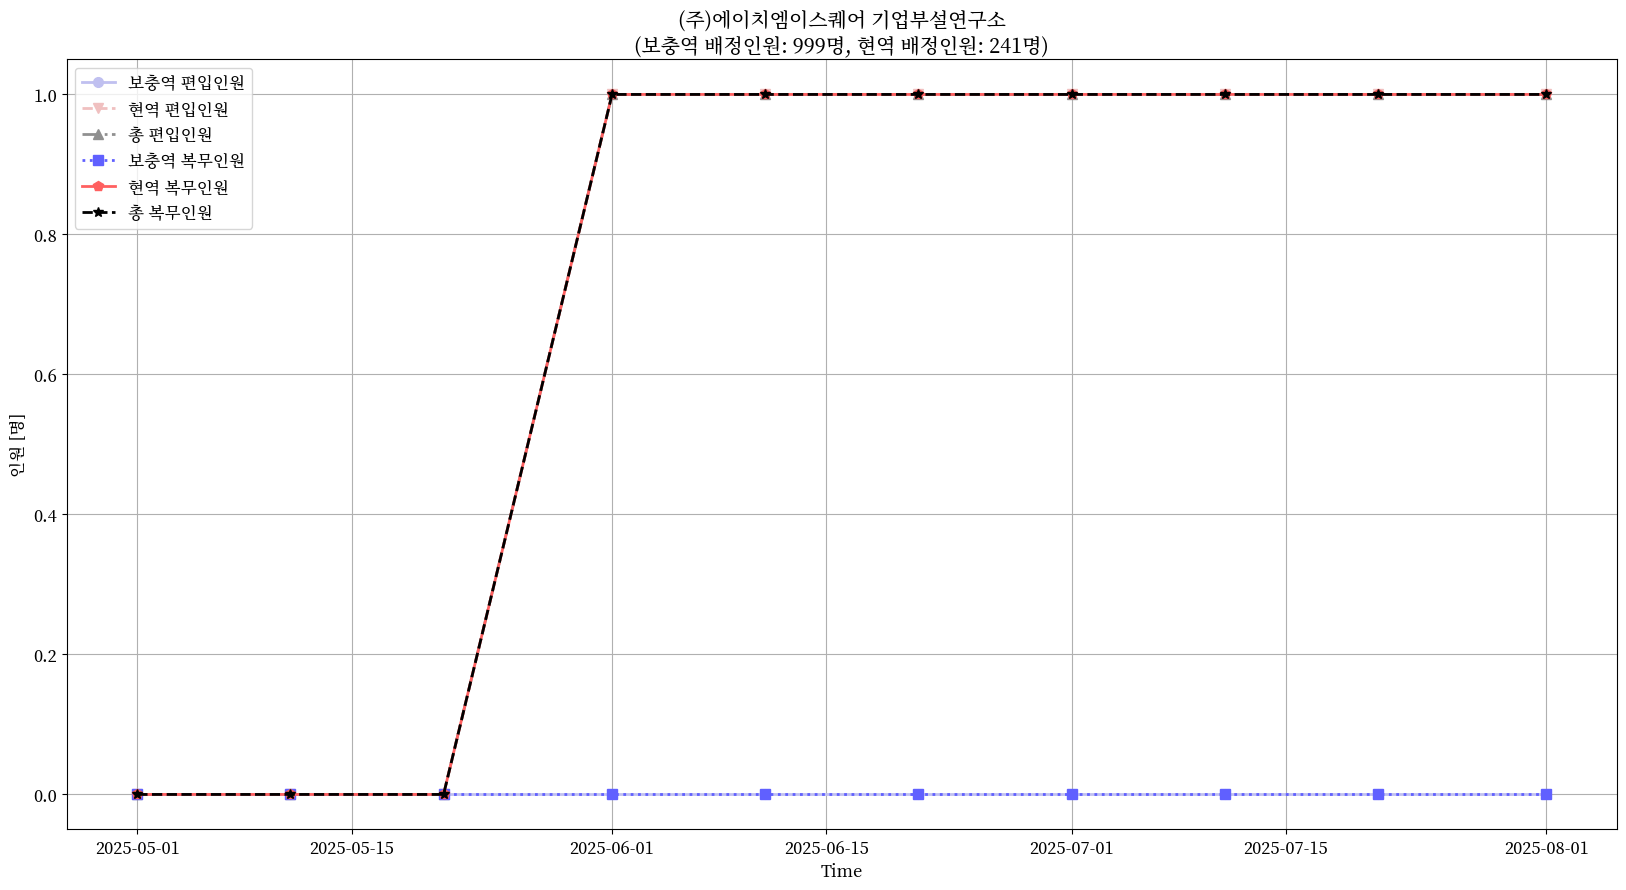 (주)에이치엠이스퀘어 기업부설연구소
(보충역 배정인원: 999명, 현역 배정인원: 241명)
보충역 편입인원
현역 편입인원
총 편입인원
보충역 복무인원
현역 복무인원
총 복무인원
인원 [명]
1.0
0.8
0.6
0.4
0.2
0.0
2025-05-01
2025-05-15
2025-06-01
2025-06-15
2025-07-01
2025-07-15
2025-08-01
Time